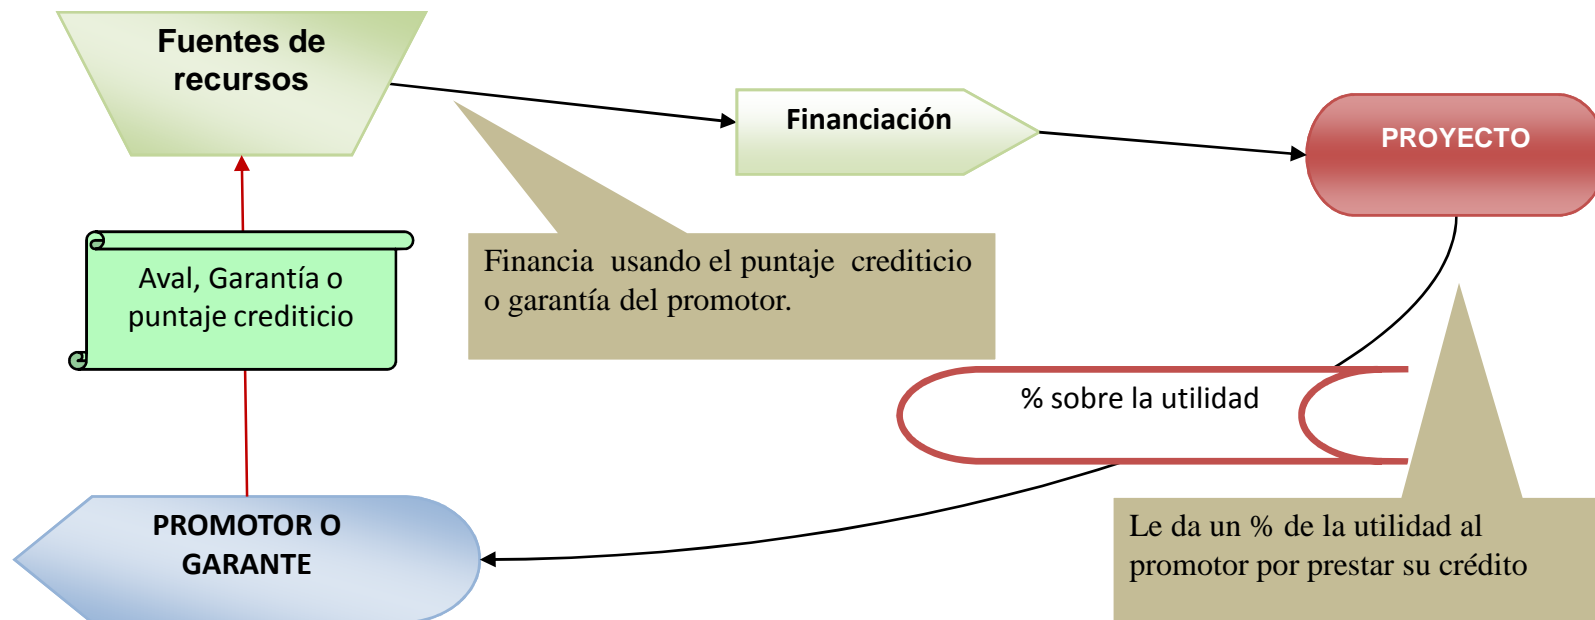 Fuentes de
recursos
Financiación
PROYECTO
Aval, Garantía o
puntaje crediticio
Financia usando el puntaje crediticio
o garantía del promotor.
% sobre la utilidad
PROMOTOR O
GARANTE
Le da un % de la utilidad al
promotor por prestar su crédito